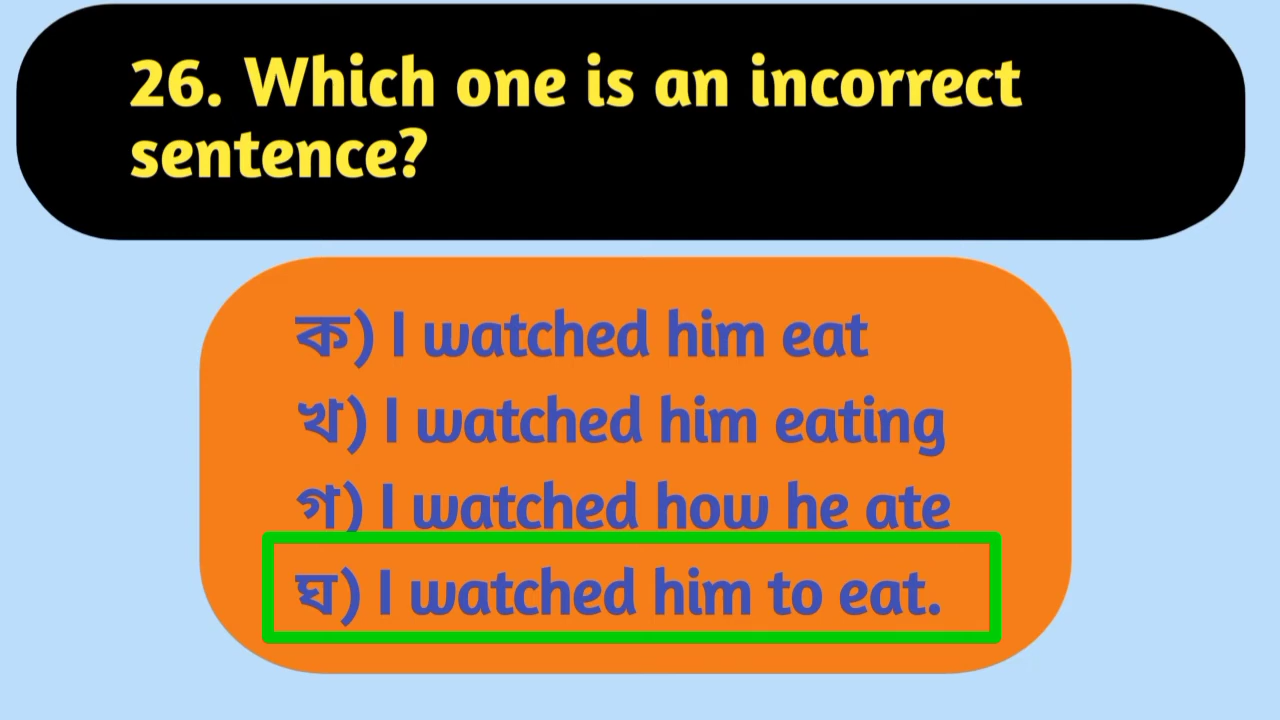 26. Which one is an incorrect
sentence?
ক) I watched him eat
খ) I watched him eating
গ) I watched how he ate
ঘ) I watched him to eat.